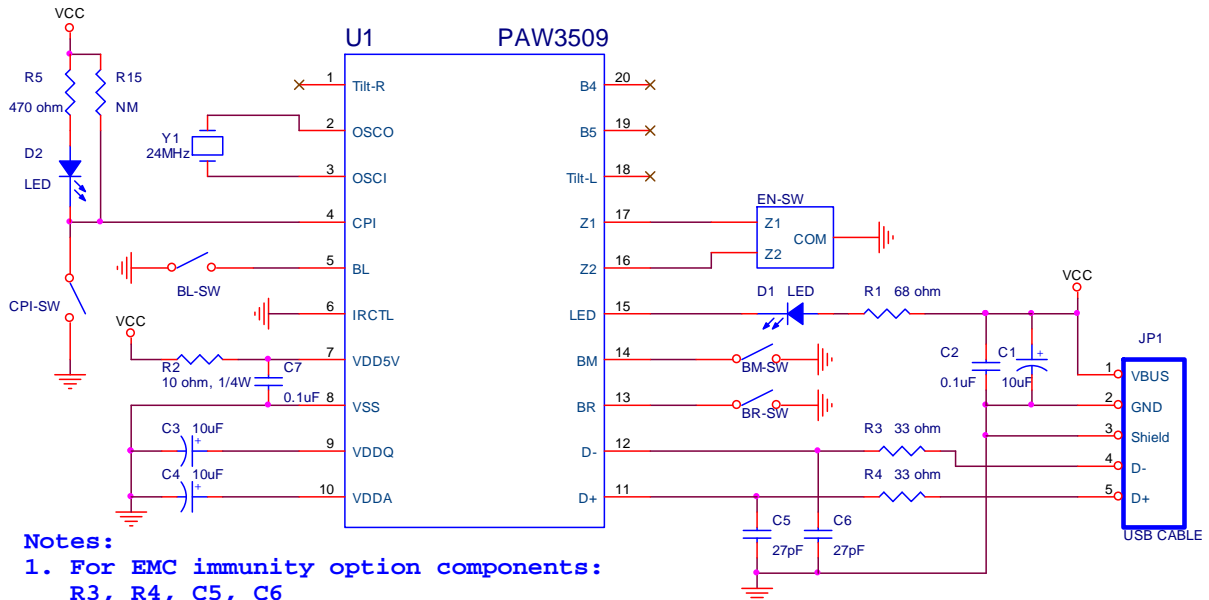 VCC
U1 PAW3509
R5 R15
470 ohm NM
D2
LED
CPI-SW
Y1
24MHz
1 Tilt-R
2 OSCO
3 OSCI
4 CPI
5 BL
6 IRCTL
7 VDD5V
8 VSS
9 VDDQ
10 VDDA
B4 20
B5 19
Tilt-L 18
Z1 17
Z2 16
LED 15
BM 14
BR 13
D- 12
D+ 11
BL-SW
VCC
R2
10 ohm, 1/4W
C7
0.1uF
C3 10uF
+
C4 10uF
+
EN-SW
Z1
COM
Z2
D1 LED
R1 68 ohm
BM-SW
BR-SW
VCC
C2 C1
+
0.1uF 10uF
R3 33 ohm
R4 33 ohm
C5 C6
27pF 27pF
JP1
1 VBUS
2 GND
3 Shield
4 D-
5 D+
USB CABLE
Notes:
1. For EMC immunity option components:
R3, R4, C5, C6